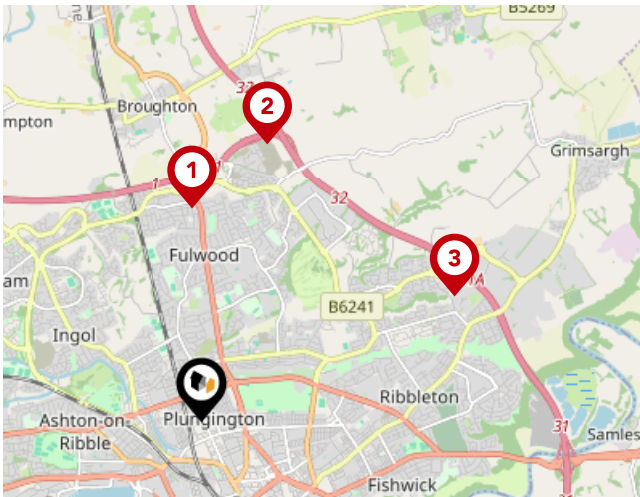 B5269
Broughton
32
2
mpton
Grimsargh
1
1
32
Fulwood
3
1A
am
B6241
Ingol
Ribbleton
Plungington
Ashton-on-
Ribble
31
Samles
Fishwick